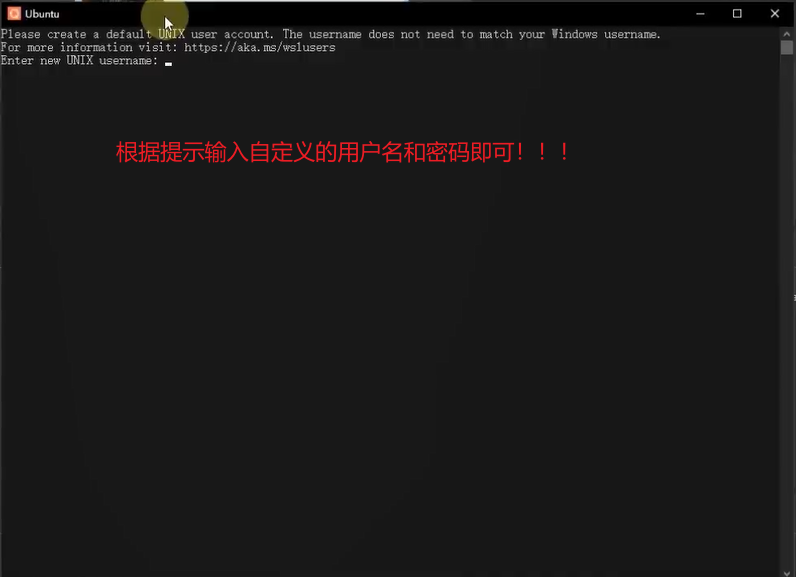 Ubuntu
Please create a default UNIX user account. The username does not need to match your Windows username.
For more information visit: https://aka.ms/wslusers
Enter new UNIX username:
根据提示输入自定义的用户名和密码即可！！！